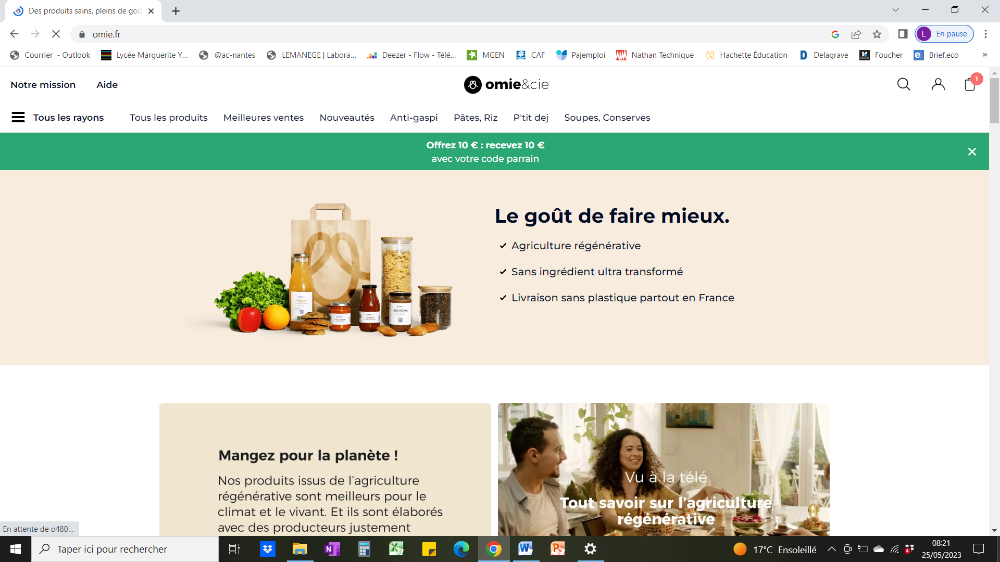 Des produits sains, pleins de goû
omie.fr
L En pause
Courrier - Outlook Lycée Marguerite Y... @ac-nantes LEMANEGE | Labora... Deezer - Flow - Télé... MGEN CAF Pajemploi Nathan Technique Hachette Éducation Delagrave Foucher Brief.eco »
Notre mission Aide
omie&cie
1
Tous les rayons Tous les produits Meilleures ventes Nouveautés Anti-gaspi Pâtes, Riz P'tit dej Soupes, Conserves
Offrez 10 € : recevez 10 €
avec votre code parrain
Le goût de faire mieux.
Agriculture régénérative
Sans ingrédient ultra transformé
Livraison sans plastique partout en France
Mangez pour la planète !
Nos produits issus de l'agriculture
régénérative sont meilleurs pour le
climat et le vivant. Et ils sont élaborés
avec des producteurs justement
Vu à la télé
Tout savoir sur l'agriculture
régénérative
En attente de o480...
Taper ici pour rechercher
17°C Ensoleillé
08:21
25/05/2023